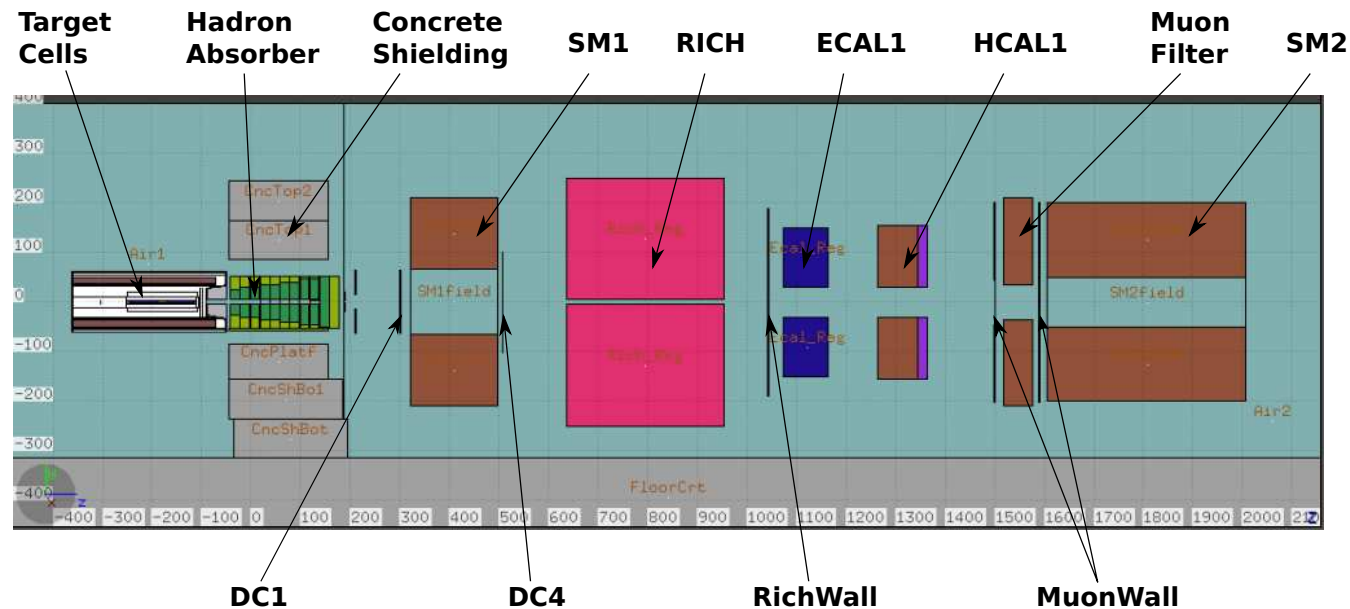 Target Cells
Hadron Absorber
Concrete Shielding
SM1
RICH
ECAL1
HCAL1
Muon Filter
SM2
400
300
200
100
0
-100
-200
-300
-400
CncTop2
CncTop1
Air1
SM1field
CncPlatf
CncShBo1
CncShBot
Ecal_Reg
Ecal_Reg
SM2field
Air2
FloorCrt
z
-400 -300 -200 -100 0 100 200 300 400 500 600 700 800 900 1000 1100 1200 1300 1400 1500 1600 1700 1800 1900 2000
Z
DC1
DC4
RichWall
MuonWall